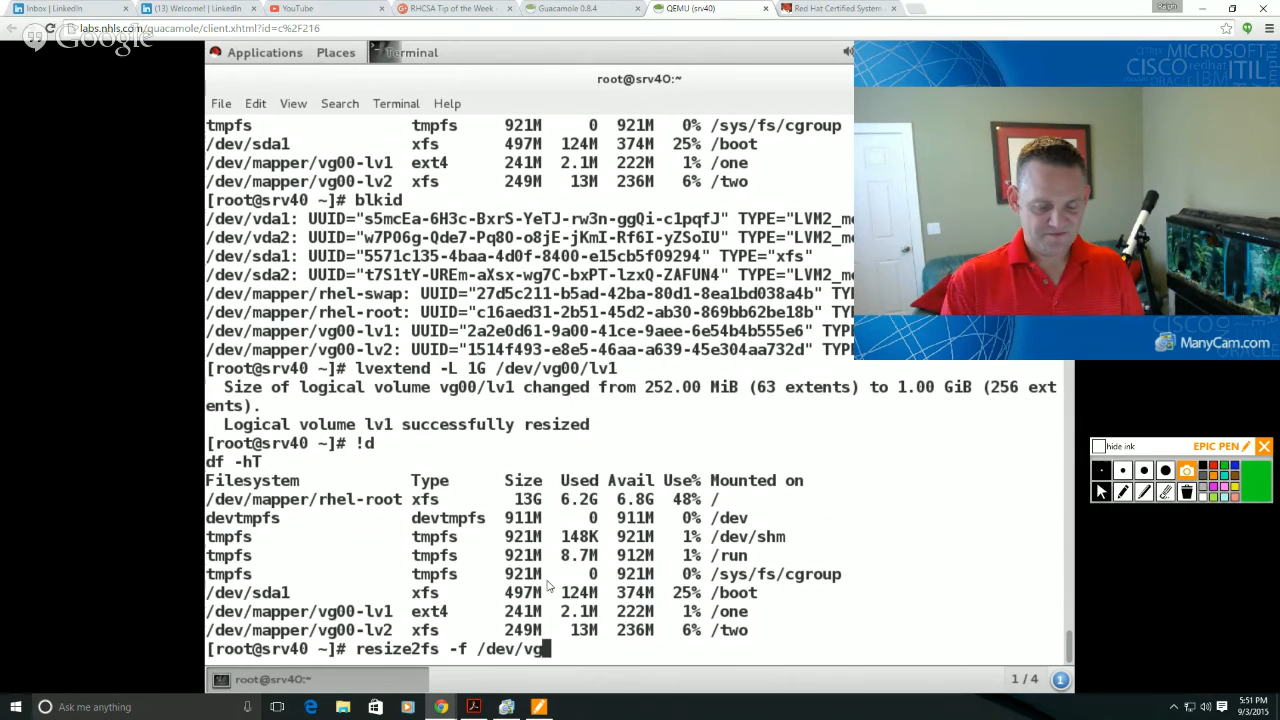 Inbox | LinkedIn
(13) Welcome! | LinkedIn
YouTube
RHCSA Tip of the Week -
Guacamole 0.8.4
QEMU (srv40)
Red Hat Certified System
Ralph
labs.nhls.com/guacamole/client.xhtml?id=c%2F216
Google+ Hangouts
Applications Places Terminal
root@srv40:~
File Edit View Search Terminal Help
tmpfs tmpfs 921M 0 921M 0% /sys/fs/cgroup
/dev/sda1 xfs 497M 124M 374M 25% /boot
/dev/mapper/vg00-lv1 ext4 241M 2.1M 222M 1% /one
/dev/mapper/vg00-lv2 xfs 249M 13M 236M 6% /two
[root@srv40 ~]# blkid
/dev/vda1: UUID="s5mcEa-6H3c-BxrS-YeTJ-rw3n-ggQi-c1pqfJ" TYPE="LVM2_me
/dev/vda2: UUID="w7P06g-Qde7-Pq80-o8jE-jKmI-Rf6I-yZSoIU" TYPE="LVM2_me
/dev/sda1: UUID="5571c135-4baa-4d0f-8400-e15cb5f09294" TYPE="xfs"
/dev/sda2: UUID="t7S1tY-UREm-aXsx-wg7C-bxPT-lzxQ-ZAFUN4" TYPE="LVM2_me
/dev/mapper/rhel-swap: UUID="27d5c211-b5ad-42ba-80d1-8ea1bd038a4b" TYP
/dev/mapper/rhel-root: UUID="c16aed31-2b51-45d2-ab30-869bb62be18b" TYP
/dev/mapper/vg00-lv1: UUID="2a2e0d61-9a00-41ce-9aee-6e54b4b555e6" TYP
/dev/mapper/vg00-lv2: UUID="1514f493-e8e5-46aa-a639-45e304aa732d" TYP
[root@srv40 ~]# lvextend -L 1G /dev/vg00/lv1
Size of logical volume vg00/lv1 changed from 252.00 MiB (63 extents) to 1.00 GiB (256 ext
ents).
Logical volume lv1 successfully resized
[root@srv40 ~]# !d
df -hT
Filesystem Type Size Used Avail Use% Mounted on
/dev/mapper/rhel-root xfs 13G 6.2G 6.8G 48% /
devtmpfs devtmpfs 911M 0 911M 0% /dev
tmpfs tmpfs 921M 148K 921M 1% /dev/shm
tmpfs tmpfs 921M 8.7M 912M 1% /run
tmpfs tmpfs 921M 0 921M 0% /sys/fs/cgroup
/dev/sda1 xfs 497M 124M 374M 25% /boot
/dev/mapper/vg00-lv1 ext4 241M 2.1M 222M 1% /one
/dev/mapper/vg00-lv2 xfs 249M 13M 236M 6% /two
[root@srv40 ~]# resize2fs -f /dev/vg
root@srv40:~
1 / 4
1
CITRIX MICROSOFT
CISCO redhat ITIL
IBM
ManyCam.com
hide ink EPIC PEN
Ask me anything
5:51 PM
9/3/2015